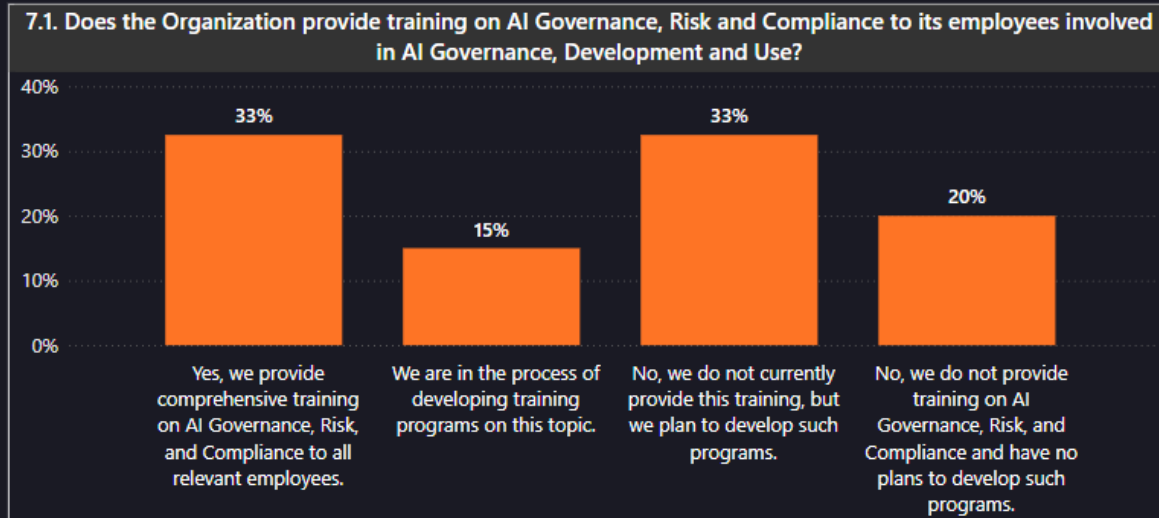 7.1. Does the Organization provide training on AI Governance, Risk and Compliance to its employees involved
in AI Governance, Development and Use?
40%
30%
20%
10%
0%
33%
15%
33%
20%
Yes, we provide
comprehensive training
on AI Governance, Risk,
and Compliance to all
relevant employees.
We are in the process of
developing training
programs on this topic.
No, we do not currently
provide this training, but
we plan to develop such
programs.
No, we do not provide
training on AI
Governance, Risk, and
Compliance and have no
plans to develop such
programs.